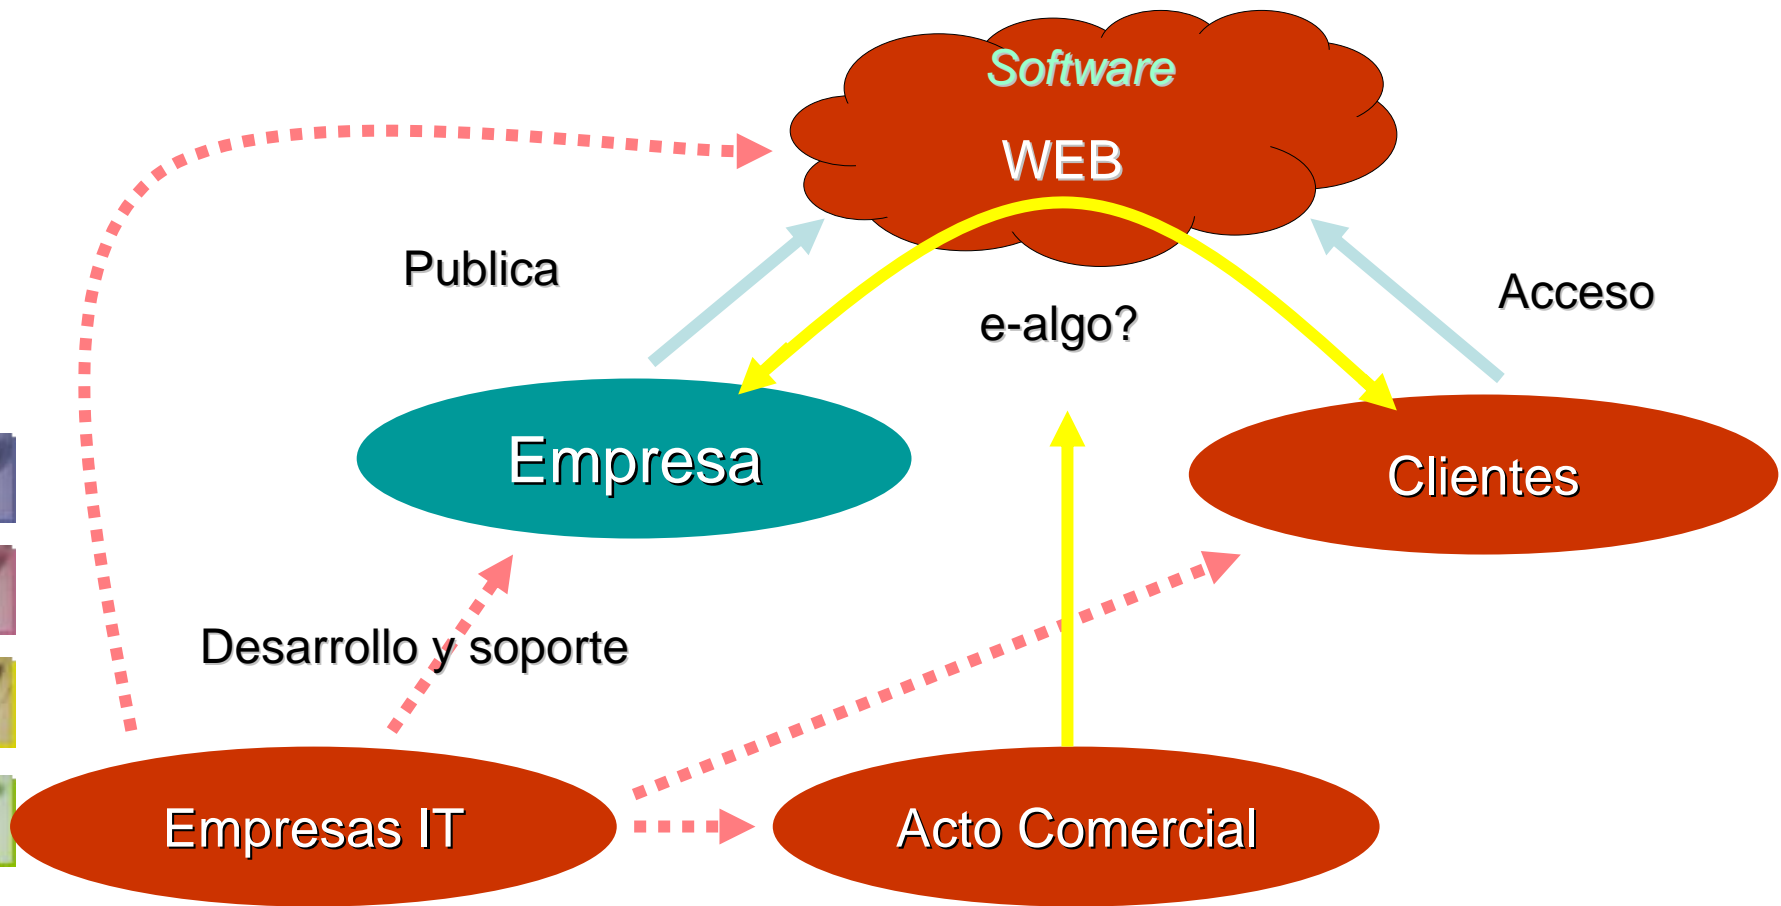 Software
WEB
Publica
Acceso
e-algo?
Empresa
Clientes
Desarrollo y soporte
Empresas IT
Acto Comercial